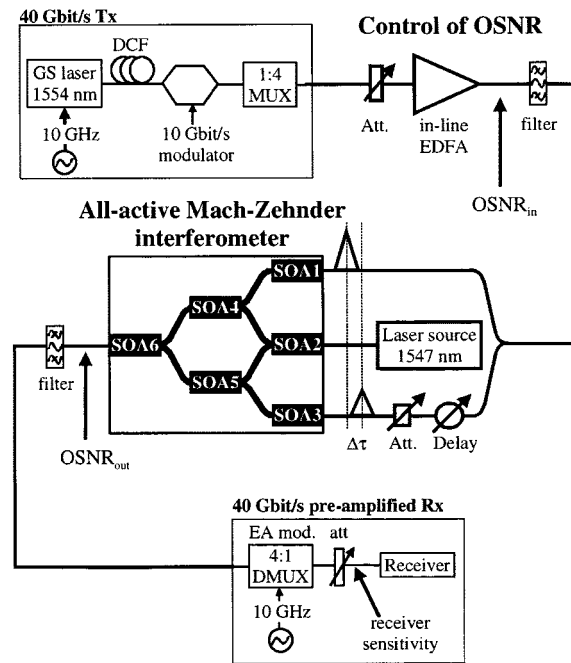 40 Gbit/s Tx
Control of OSNR
DCF
GS laser
1554 nm
1:4
MUX
10 GHz
10 Gbit/s
modulator
Att.
in-line
EDFA
filter
OSNRin
All-active Mach-Zehnder
interferometer
SOA1
SOA4
SOA6
SOA2
Laser source
1547 nm
SOA5
SOA3
filter
Δτ
Att.
Delay
OSNRout
40 Gbit/s pre-amplified Rx
EA mod.
att
4:1
DMUX
Receiver
10 GHz
receiver
sensitivity